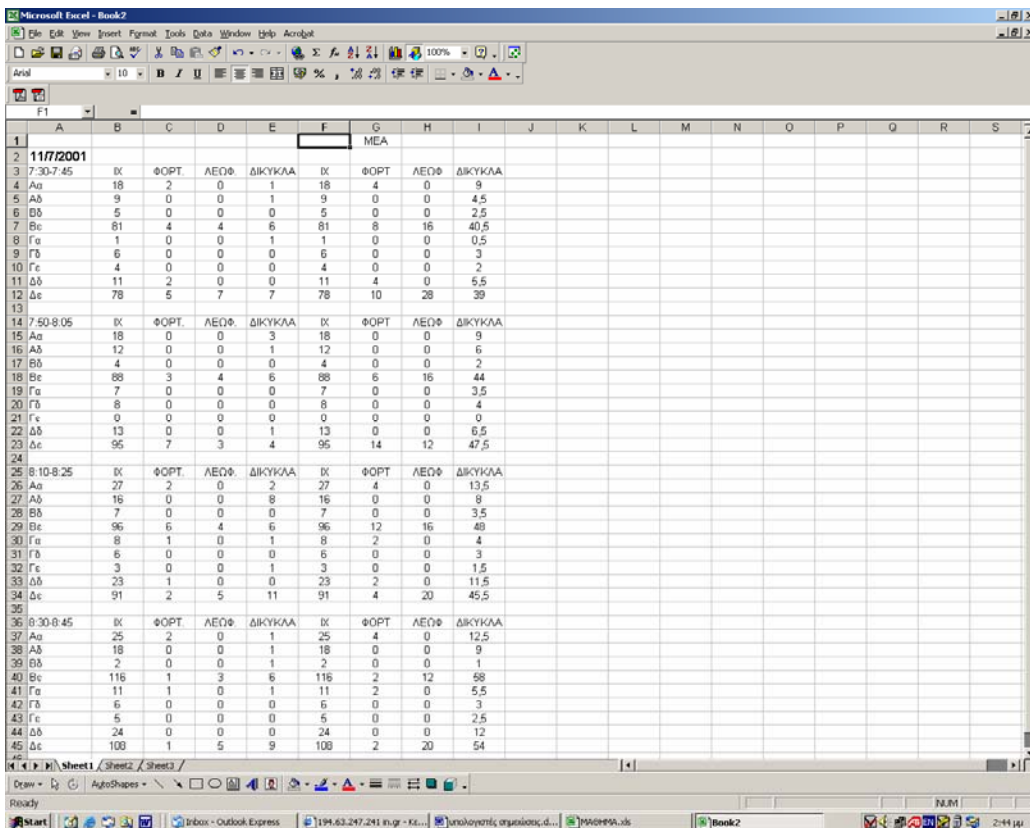 Microsoft Excel - Book2
File Edit View Insert Format Tools Data Window Help Acrobat
100%
Arial 10 B I U
F1 =
A B C D E F G H I J K L M N O P Q R S
1 ΜΕΑ
2 11/7/2001
3 7:30-7:45 ΙΧ ΦΟΡΤ. ΛΕΩΦ. ΔΙΚΥΚΛΑ ΙΧ ΦΟΡΤ ΛΕΩΦ ΔΙΚΥΚΛΑ
4 Αα 18 2 0 1 18 4 0 9
5 Αδ 9 0 0 1 9 0 0 4,5
6 Βδ 5 0 0 0 5 0 0 2,5
7 Βε 81 4 4 6 81 8 16 40,5
8 Γα 1 0 0 1 1 0 0 0,5
9 Γδ 6 0 0 0 6 0 0 3
10 Γε 4 0 0 0 4 0 0 2
11 Δδ 11 2 0 0 11 4 0 5,5
12 Δε 78 5 7 7 78 10 28 39
13
14 7:50-8:05 ΙΧ ΦΟΡΤ. ΛΕΩΦ. ΔΙΚΥΚΛΑ ΙΧ ΦΟΡΤ ΛΕΩΦ ΔΙΚΥΚΛΑ
15 Αα 18 0 0 3 18 0 0 9
16 Αδ 12 0 0 1 12 0 0 6
17 Βδ 4 0 0 0 4 0 0 2
18 Βε 88 3 4 6 88 6 16 44
19 Γα 7 0 0 0 7 0 0 3,5
20 Γδ 8 0 0 0 8 0 0 4
21 Γε 0 0 0 0 0 0 0 0
22 Δδ 13 0 0 1 13 0 0 6,5
23 Δε 95 7 3 4 95 14 12 47,5
24
25 8:10-8:25 ΙΧ ΦΟΡΤ. ΛΕΩΦ. ΔΙΚΥΚΛΑ ΙΧ ΦΟΡΤ ΛΕΩΦ ΔΙΚΥΚΛΑ
26 Αα 27 2 0 2 27 4 0 13,5
27 Αδ 16 0 0 8 16 0 0 8
28 Βδ 7 0 0 0 7 0 0 3,5
29 Βε 96 6 4 6 96 12 16 48
30 Γα 8 1 0 1 8 2 0 4
31 Γδ 6 0 0 0 6 0 0 3
32 Γε 3 0 0 1 3 0 0 1,5
33 Δδ 23 1 0 0 23 2 0 11,5
34 Δε 91 2 5 11 91 4 20 45,5
35
36 8:30-8:45 ΙΧ ΦΟΡΤ. ΛΕΩΦ. ΔΙΚΥΚΛΑ ΙΧ ΦΟΡΤ ΛΕΩΦ ΔΙΚΥΚΛΑ
37 Αα 25 2 0 1 25 4 0 12,5
38 Αδ 18 0 0 1 18 0 0 9
39 Βδ 2 0 0 1 2 0 0 1
40 Βε 116 1 3 6 116 2 12 58
41 Γα 11 1 0 1 11 2 0 5,5
42 Γδ 6 0 0 0 6 0 0 3
43 Γε 5 0 0 0 5 0 0 2,5
44 Δδ 24 0 0 0 24 0 0 12
45 Δε 108 1 5 9 108 2 20 54
Sheet1 Sheet2 Sheet3
Draw AutoShapes
Ready NUM
Start Inbox - Outlook Express 194.63.247.241 in.gr - Κε... υπολογιστές σημειώσεις.d... ΜΑΘΗΜΑ.xls Book2 EN 2:44 μμ